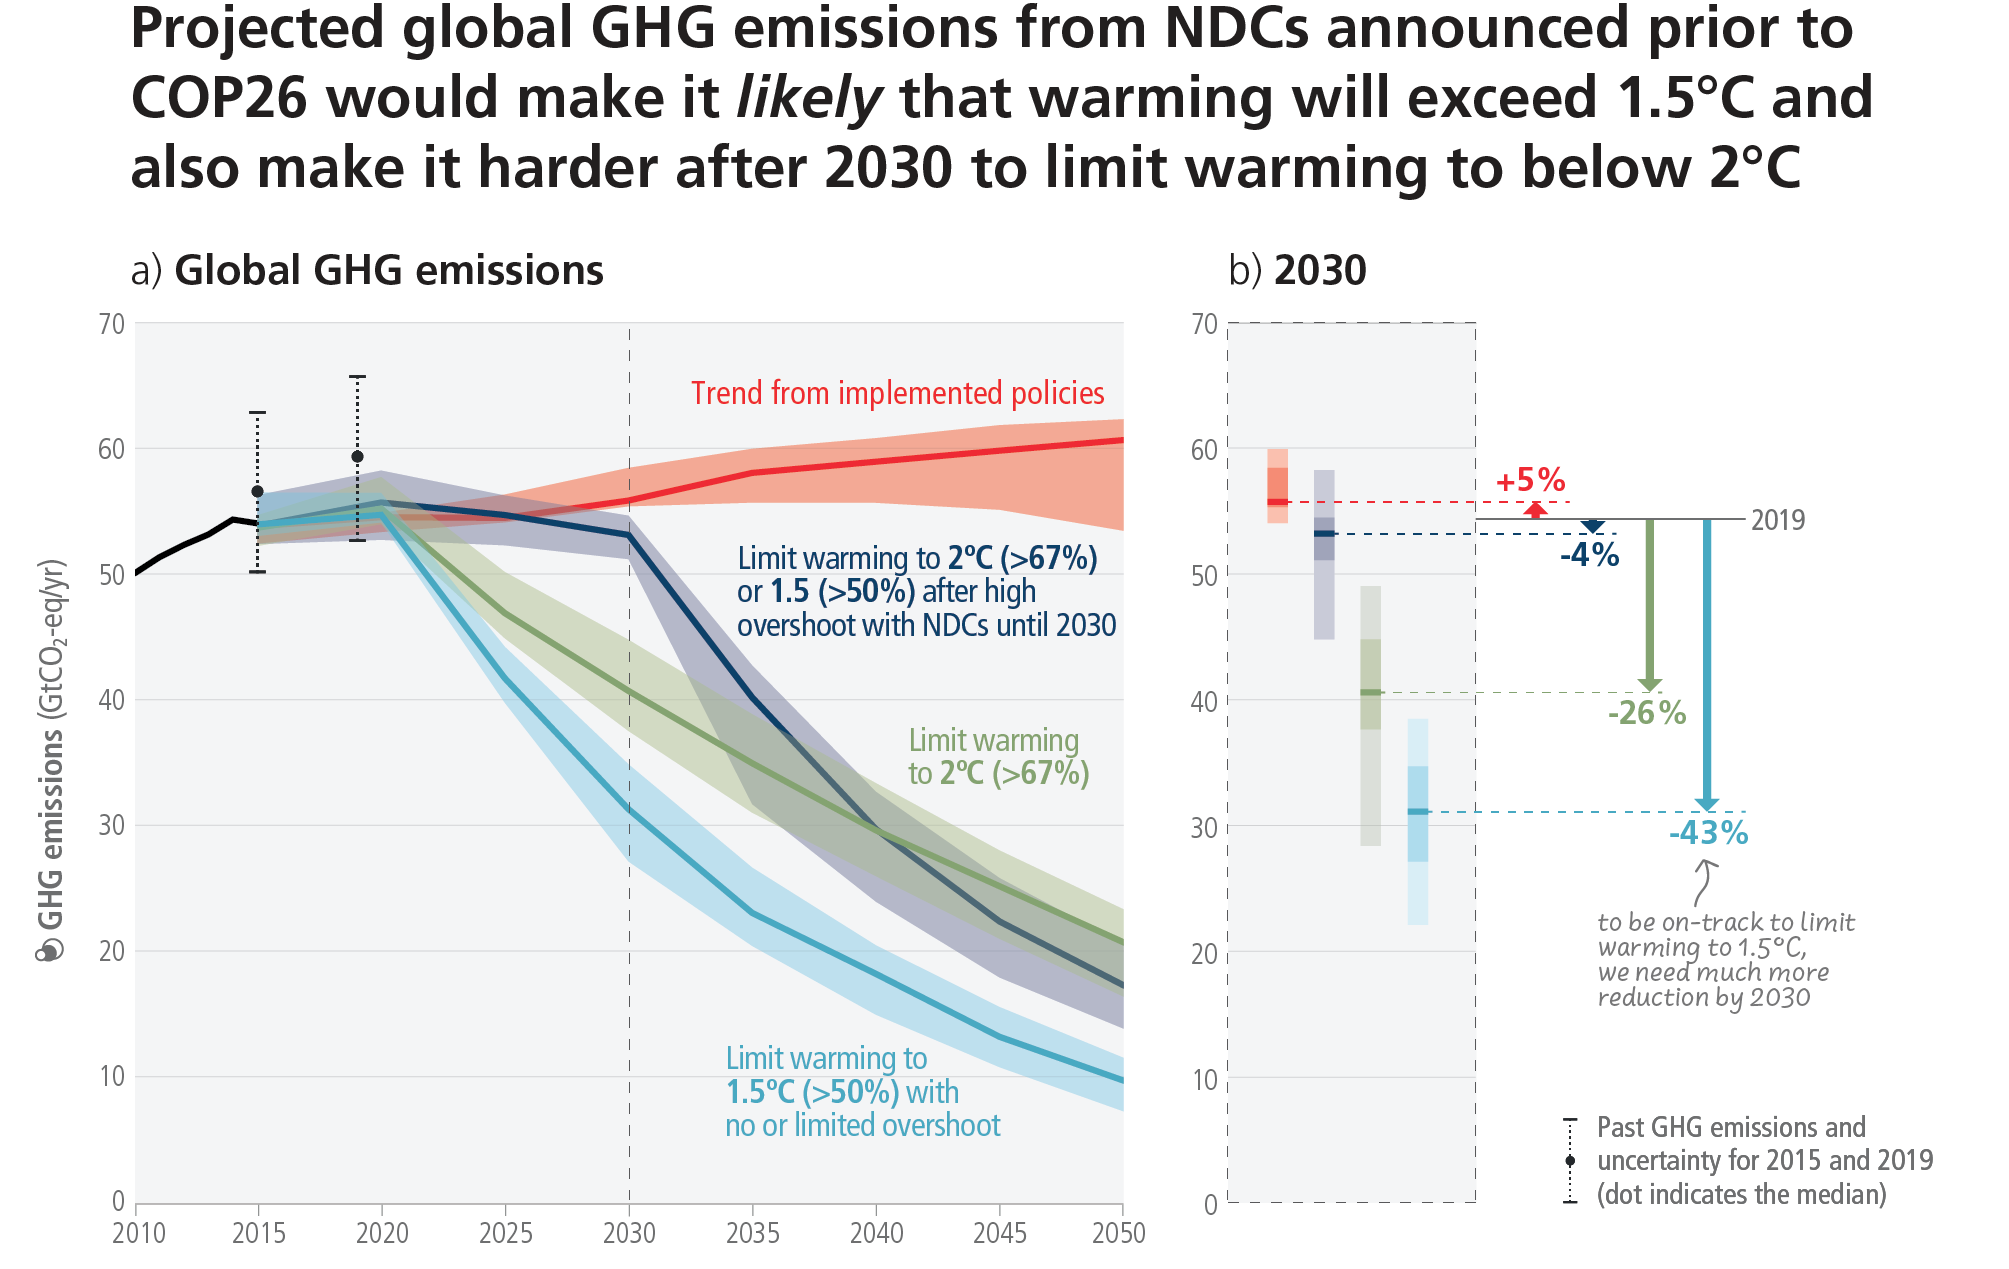 Projected global GHG emissions from NDCs announced prior to
COP26 would make it likely that warming will exceed 1.5°C and
also make it harder after 2030 to limit warming to below 2°C
a) Global GHG emissions
GHG emissions (GtCO₂-eq/yr)
70
60
50
40
30
20
10
0
2010 2015 2020 2025 2030 2035 2040 2045 2050
Trend from implemented policies
Limit warming to 2ºC (>67%)
or 1.5 (>50%) after high
overshoot with NDCs until 2030
Limit warming
to 2ºC (>67%)
Limit warming to
1.5ºC (>50%) with
no or limited overshoot
b) 2030
70
60
50
40
30
20
10
0
+5%
2019
-4%
-26%
-43%
to be on-track to limit
warming to 1.5°C,
we need much more
reduction by 2030
Past GHG emissions and
uncertainty for 2015 and 2019
(dot indicates the median)